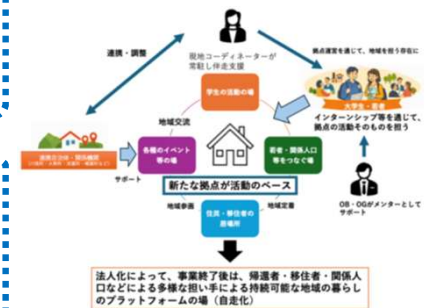 連携・調整
現地コーディネーターが
常駐し伴走支援
拠点運営を通じて、地域を担う存在に
学生の活動の場
大学生・若者
インターンシップ等を通じて、
拠点の活動そのものを担う
地域交流
各種のイベント
等の場
若者・関係人口
等をつなぐ場
サポート
新たな拠点が活動のベース
地域参画
地域定着
住民・移住者の
居場所
OB・OGがメンターとして
サポート
法人化によって、事業終了後は、帰還者・移住者・関係人
口などによる多様な担い手による持続可能な地域の暮らし
のプラットフォームの場（自走化）